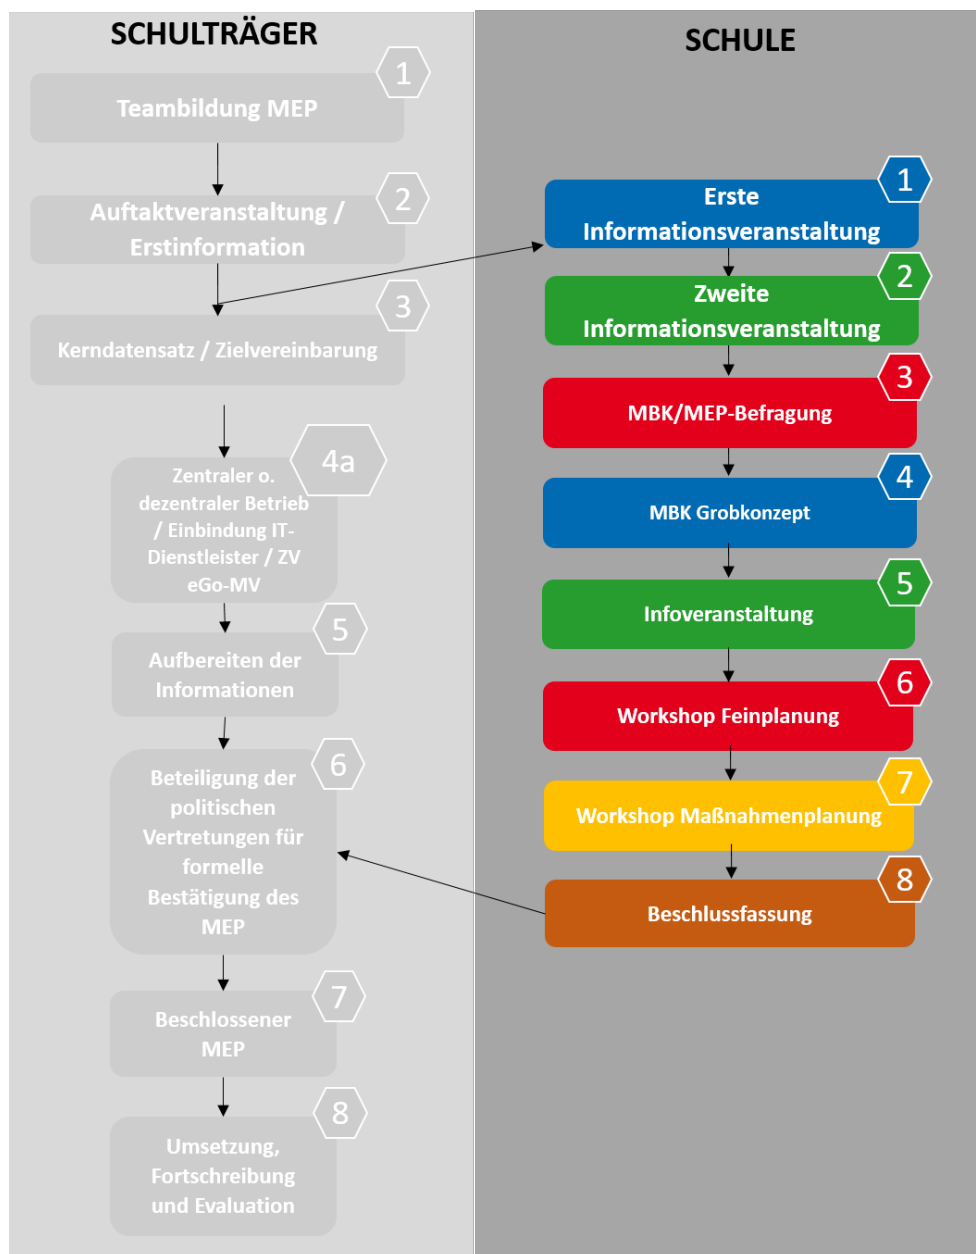 SCHULTRÄGER
1
Teambildung MEP
2
Auftaktveranstaltung /
Erstinformation
3
Kerndatensatz / Zielvereinbarung
4a
Zentraler o.
dezentraler Betrieb
/ Einbindung IT-
Dienstleister / ZV
eGo-MV
5
Aufbereiten der
Informationen
6
Beteiligung der
politischen
Vertretungen für
formelle
Bestätigung des
MEP
7
Beschlossener
MEP
8
Umsetzung,
Fortschreibung
und Evaluation
SCHULE
1
Erste
Informationsveranstaltung
2
Zweite
Informationsveranstaltung
3
MBK/MEP-Befragung
4
MBK Grobkonzept
5
Infoveranstaltung
6
Workshop Feinplanung
7
Workshop Maßnahmenplanung
8
Beschlussfassung